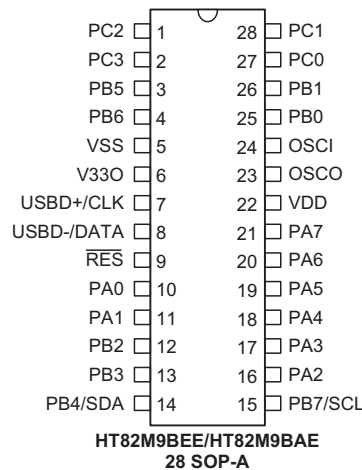 PC2 1 28 PC1
PC3 2 27 PC0
PB5 3 26 PB1
PB6 4 25 PB0
VSS 5 24 OSCI
V33O 6 23 OSCO
USBD+/CLK 7 22 VDD
USBD-/DATA 8 21 PA7
RES 9 20 PA6
PA0 10 19 PA5
PA1 11 18 PA4
PB2 12 17 PA3
PB3 13 16 PA2
PB4/SDA 14 15 PB7/SCL
HT82M9BEE/HT82M9BAE
28 SOP-A